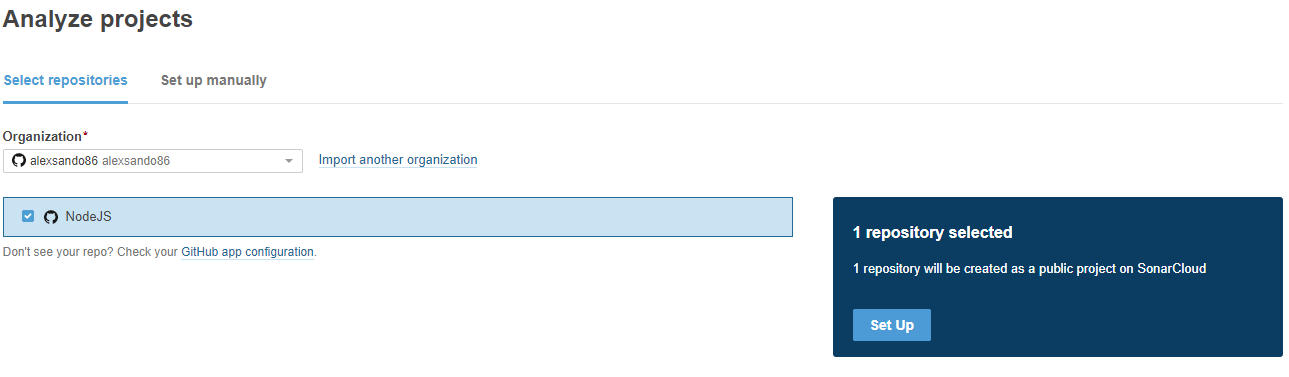 Analyze projects
Select repositories
Set up manually
Organization*
alexsando86 alexsando86
Import another organization
NodeJS
Don't see your repo? Check your GitHub app configuration.
1 repository selected
1 repository will be created as a public project on SonarCloud
Set Up